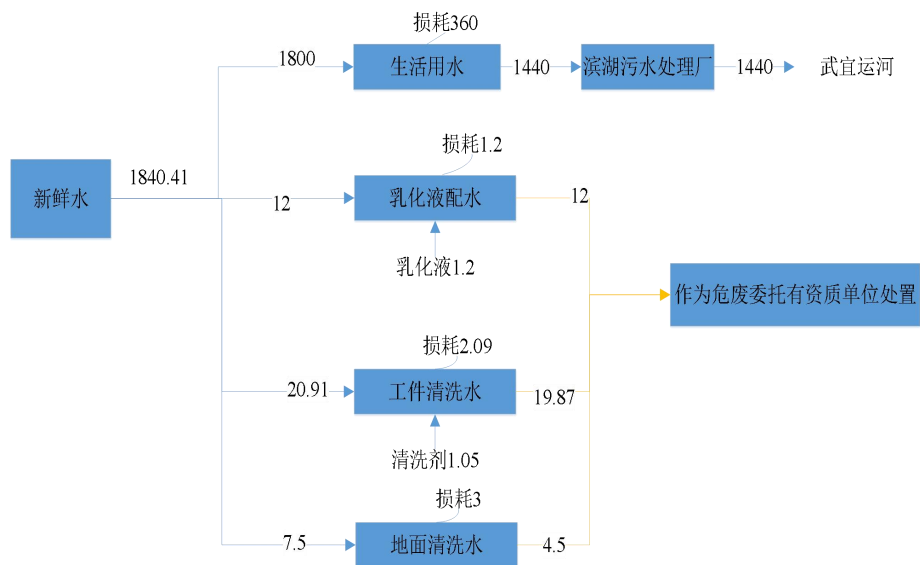 损耗360
1800
生活用水
1440
滨湖污水处理厂
1440
武宜运河
损耗1.2
新鲜水
1840.41
12
乳化液配水
12
乳化液1.2
作为危废委托有资质单位处置
损耗2.09
20.91
工件清洗水
19.87
清洗剂1.05
损耗3
7.5
地面清洗水
4.5